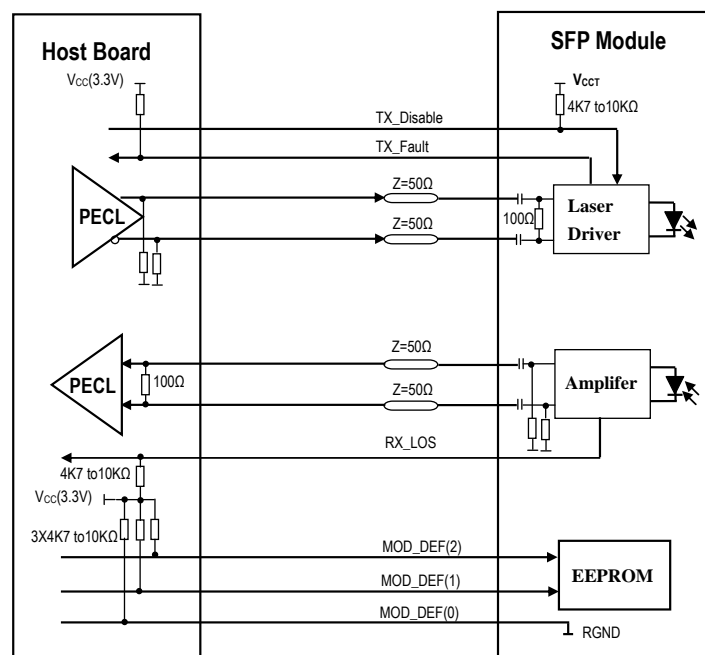 Host Board
SFP Module
VCC(3.3V)
VCCT
4K7 to10KΩ
TX_Disable
TX_Fault
PECL
Z=50Ω
Z=50Ω
100Ω
Laser
Driver
PECL
100Ω
Z=50Ω
Z=50Ω
Amplifer
RX_LOS
4K7 to10KΩ
VCC(3.3V)
3X4K7 to10KΩ
MOD_DEF(2)
MOD_DEF(1)
MOD_DEF(0)
EEPROM
RGND